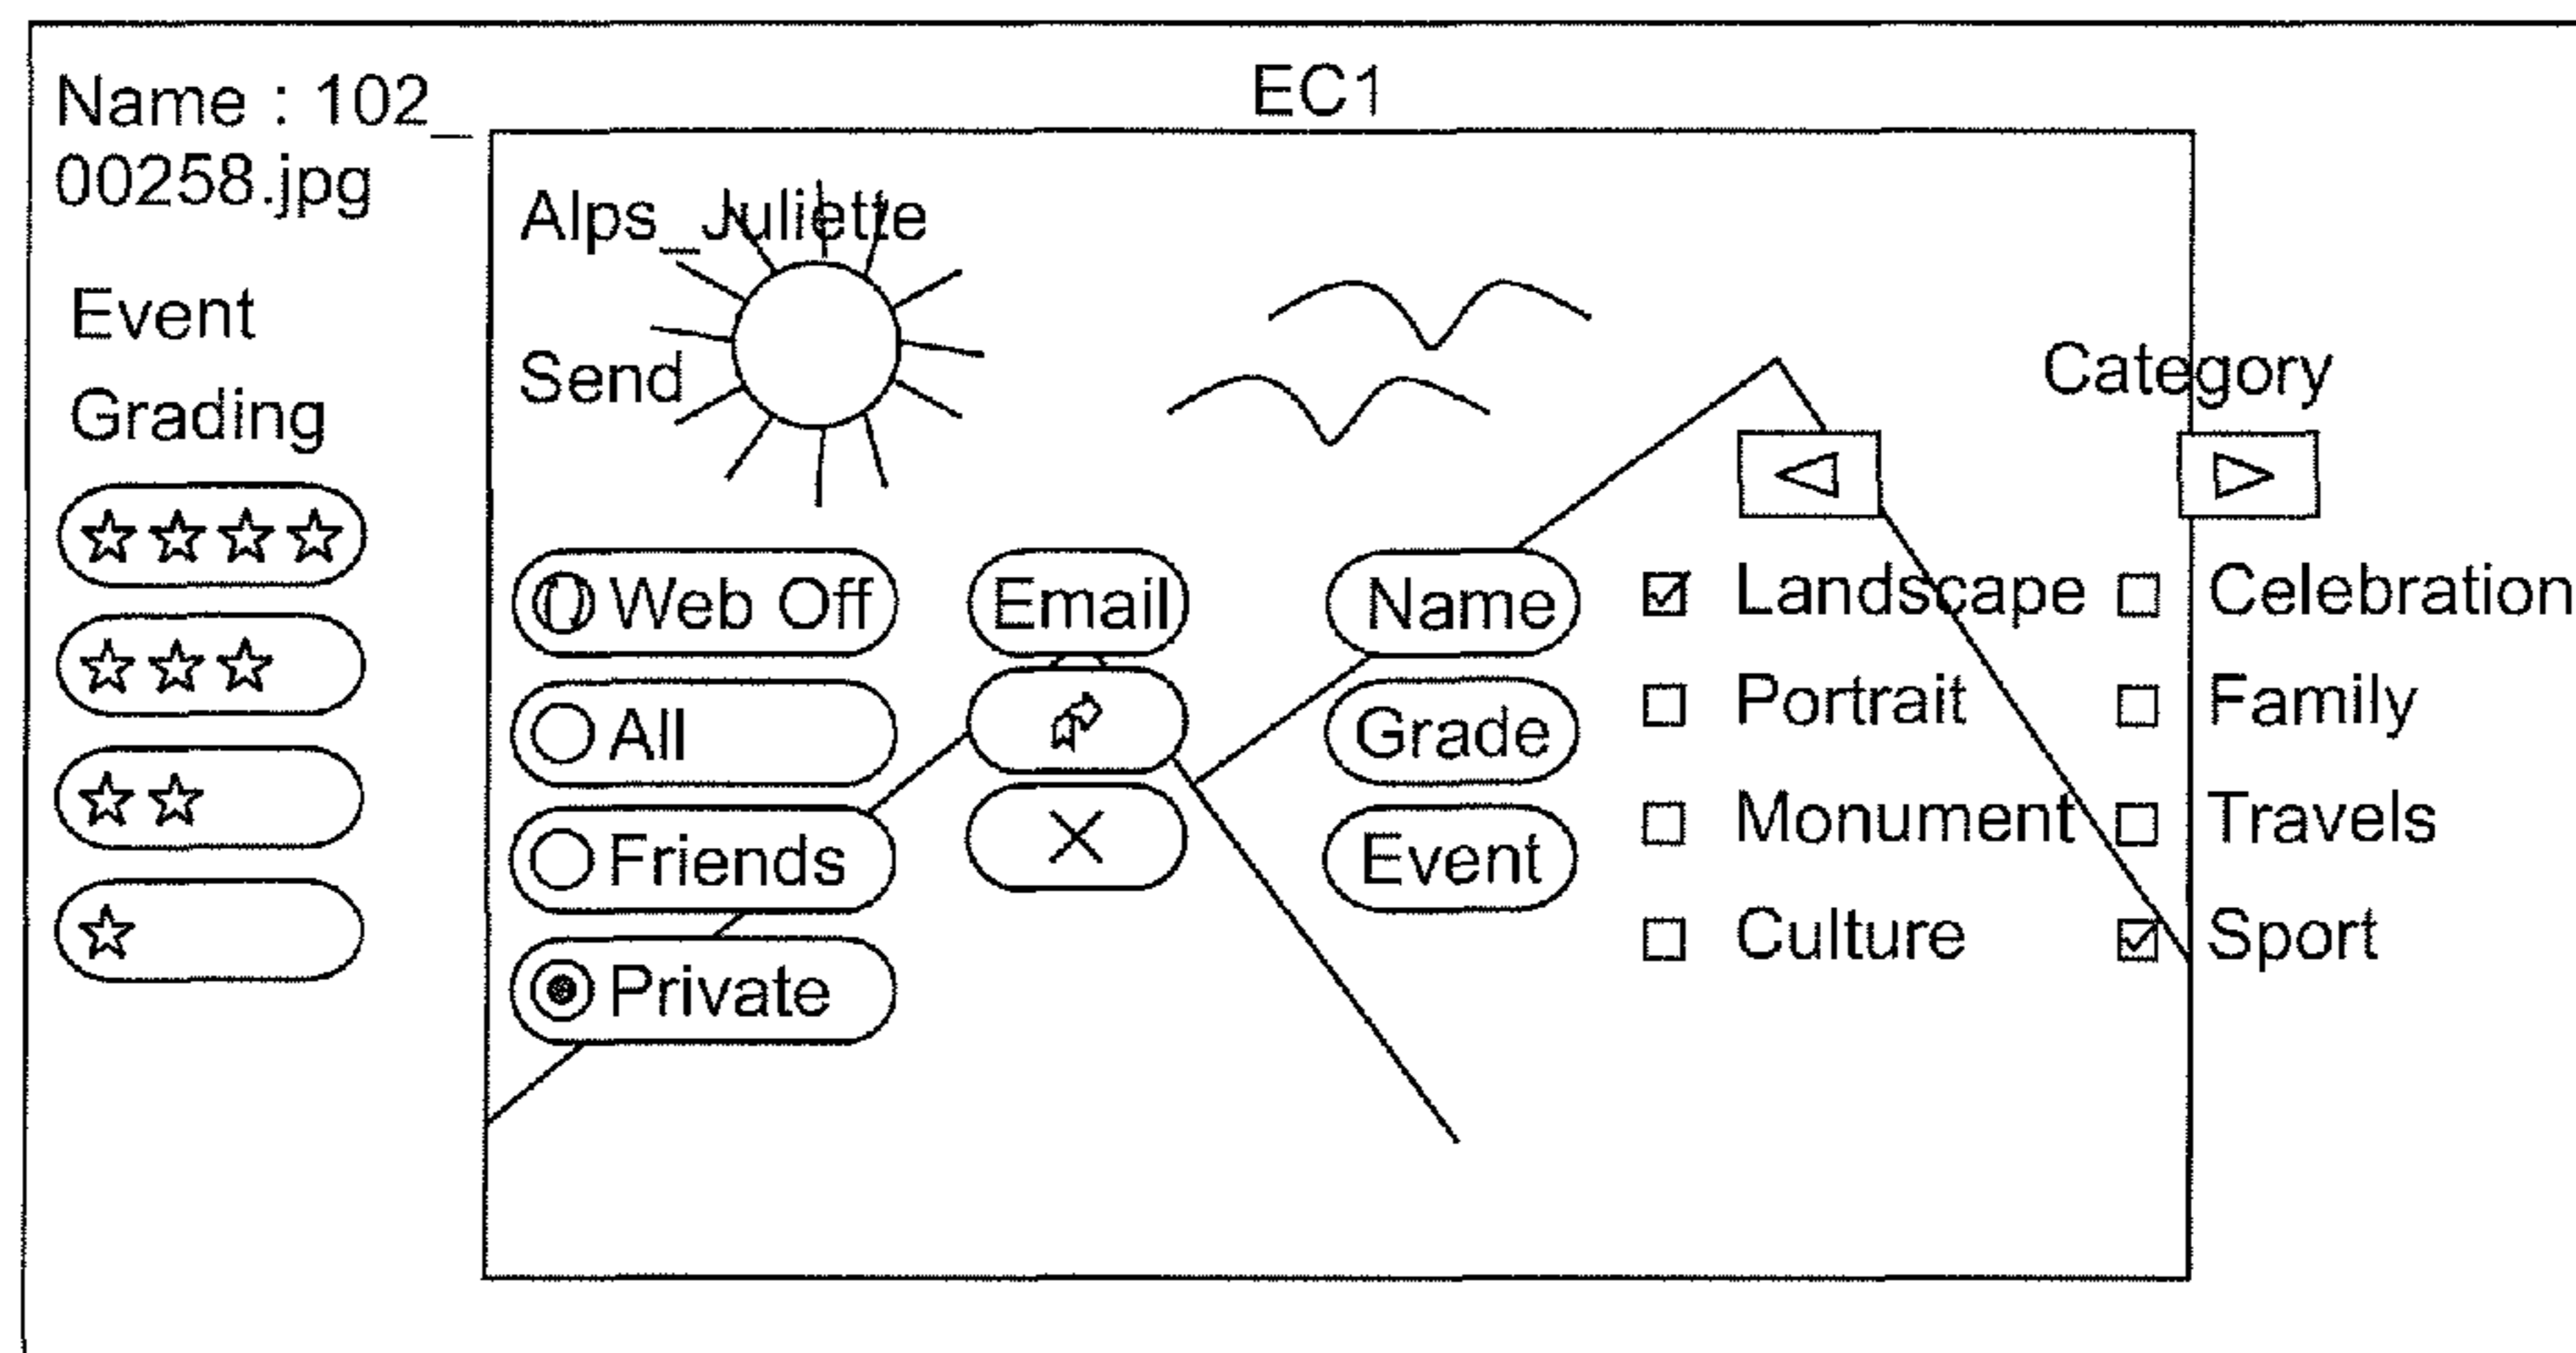 EC1
Name : 102_
00258.jpg
Alps_Juliette
Event
Send
Category
Grading
Web Off
Email
Name
Landscape
Celebration
All
Grade
Portrait
Family
Friends
Event
Monument
Travels
Private
Culture
Sport